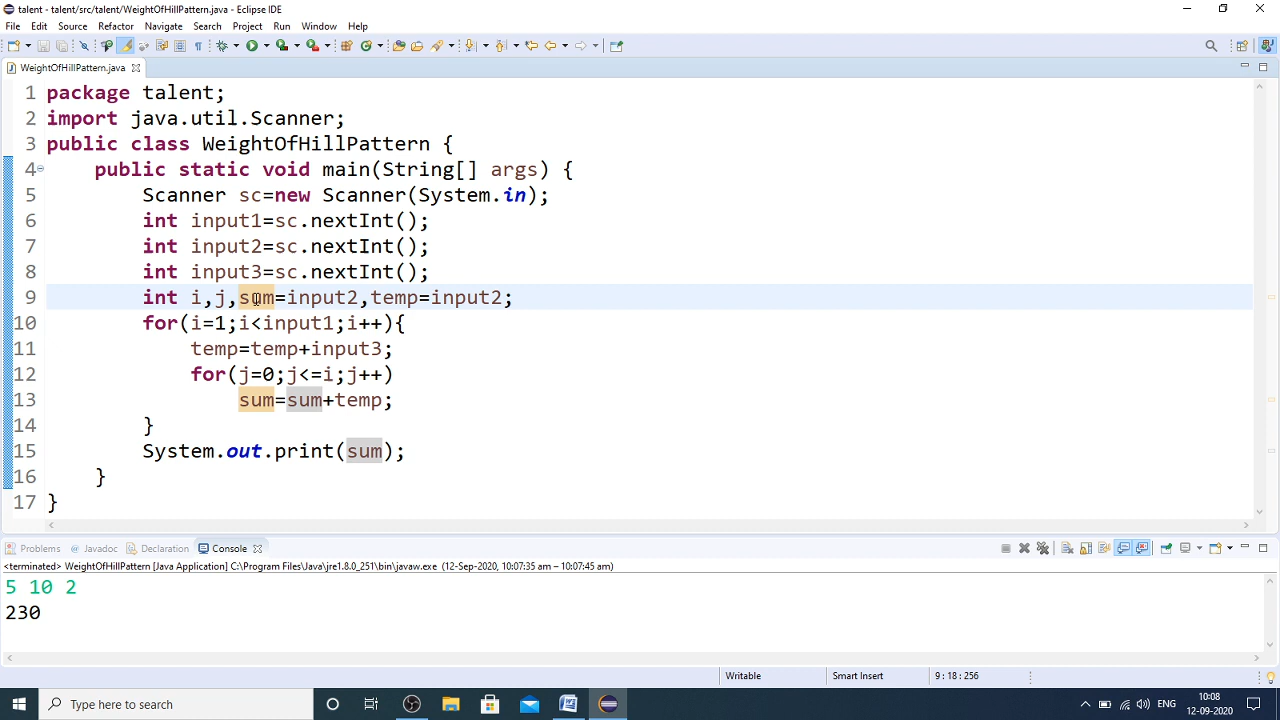 talent - talent/src/talent/WeightOfHillPattern.java - Eclipse IDE
File Edit Source Refactor Navigate Search Project Run Window Help
WeightOfHillPattern.java
1 package talent;
2 import java.util.Scanner;
3 public class WeightOfHillPattern {
4 public static void main(String[] args) {
5 Scanner sc=new Scanner(System.in);
6 int input1=sc.nextInt();
7 int input2=sc.nextInt();
8 int input3=sc.nextInt();
9 int i,j,sum=input2,temp=input2;
10 for(i=1;i<input1;i++){
11 temp=temp+input3;
12 for(j=0;j<=i;j++)
13 sum=sum+temp;
14 }
15 System.out.print(sum);
16 }
17 }
Problems @ Javadoc Declaration Console
<terminated> WeightOfHillPattern [Java Application] C:\Program Files\Java\jre1.8.0_251\bin\javaw.exe (12-Sep-2020, 10:07:35 am – 10:07:45 am)
5 10 2
230
Writable Smart Insert 9 : 18 : 256
Type here to search ENG 10:08
12-09-2020